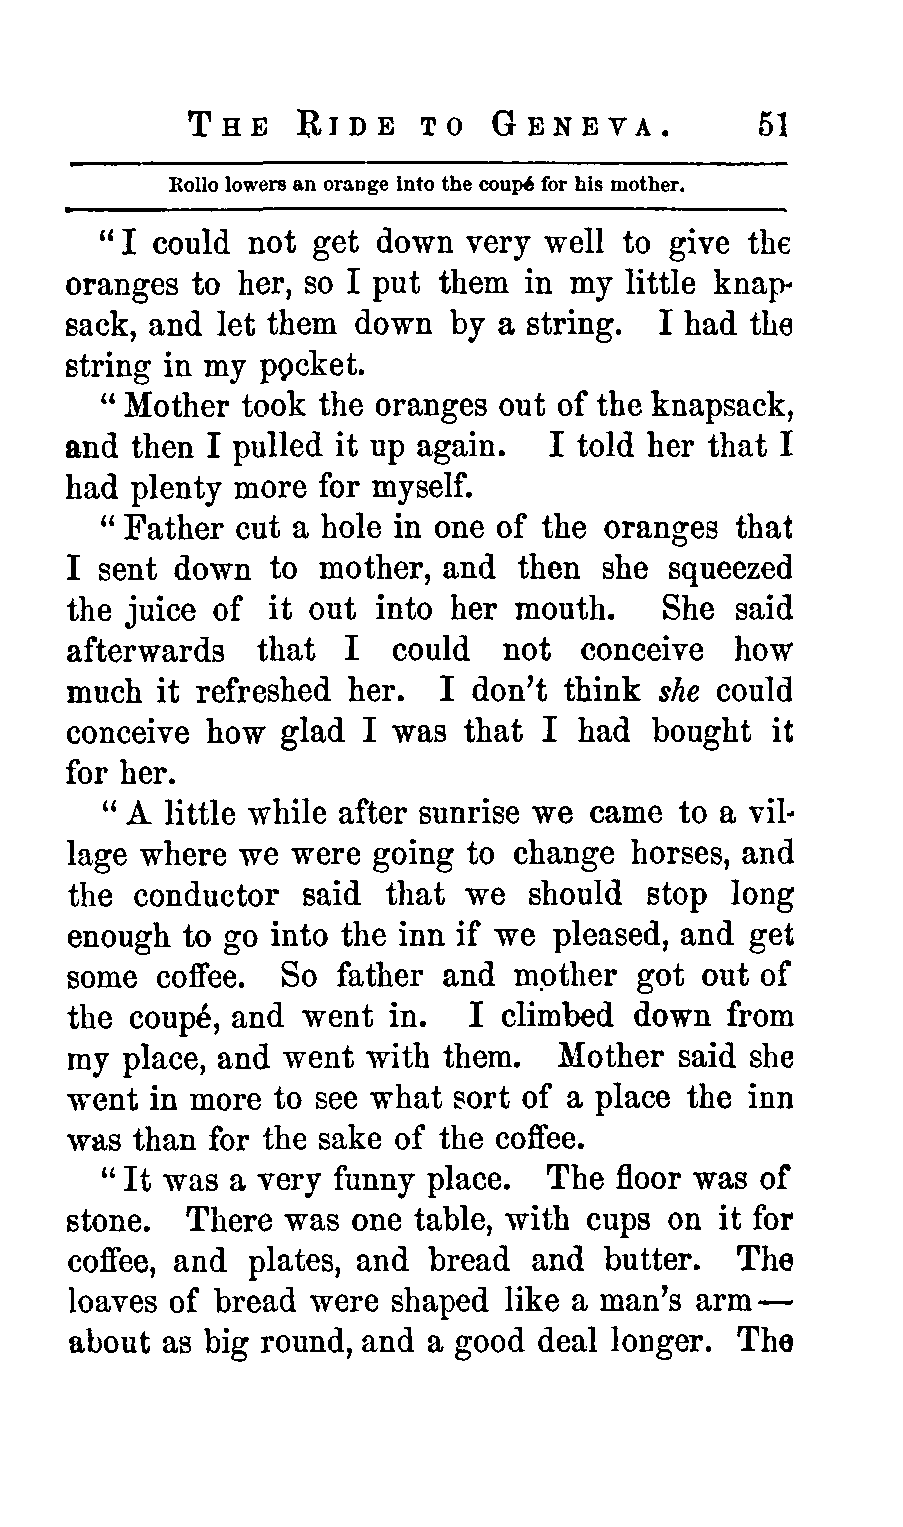 THE RIDE TO GENEVA. 51
Rollo lowers an orange into the coupé for his mother.
“I could not get down very well to give the
oranges to her, so I put them in my little knap-
sack, and let them down by a string. I had the
string in my pocket.
“Mother took the oranges out of the knapsack,
and then I pulled it up again. I told her that I
had plenty more for myself.
“Father cut a hole in one of the oranges that
I sent down to mother, and then she squeezed
the juice of it out into her mouth. She said
afterwards that I could not conceive how
much it refreshed her. I don’t think she could
conceive how glad I was that I had bought it
for her.
“A little while after sunrise we came to a vil-
lage where we were going to change horses, and
the conductor said that we should stop long
enough to go into the inn if we pleased, and get
some coffee. So father and mother got out of
the coupé, and went in. I climbed down from
my place, and went with them. Mother said she
went in more to see what sort of a place the inn
was than for the sake of the coffee.
“It was a very funny place. The floor was of
stone. There was one table, with cups on it for
coffee, and plates, and bread and butter. The
loaves of bread were shaped like a man’s arm—
about as big round, and a good deal longer. The